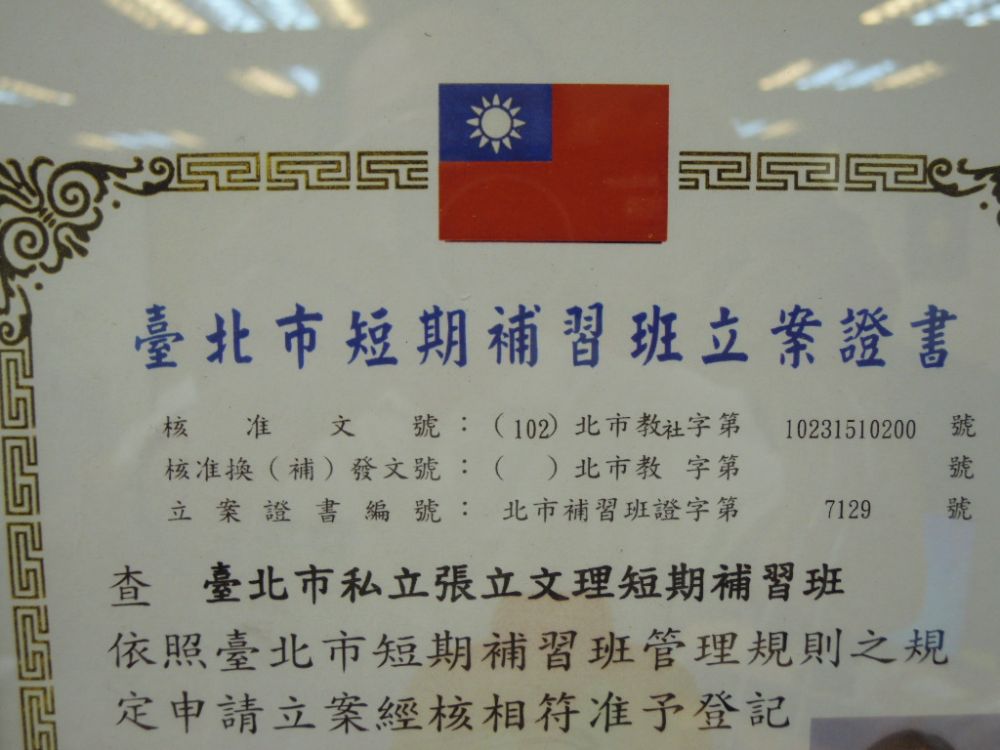 臺北市短期補習班立案證書
核准文號：（102）北市教社字第 10231510200 號
核准換（補）發文號：（ ）北市教 字第 號
立案證書編號：北市補習班證字第 7129 號
查 臺北市私立張立文理短期補習班
依照臺北市短期補習班管理規則之規
定申請立案經核相符准予登記